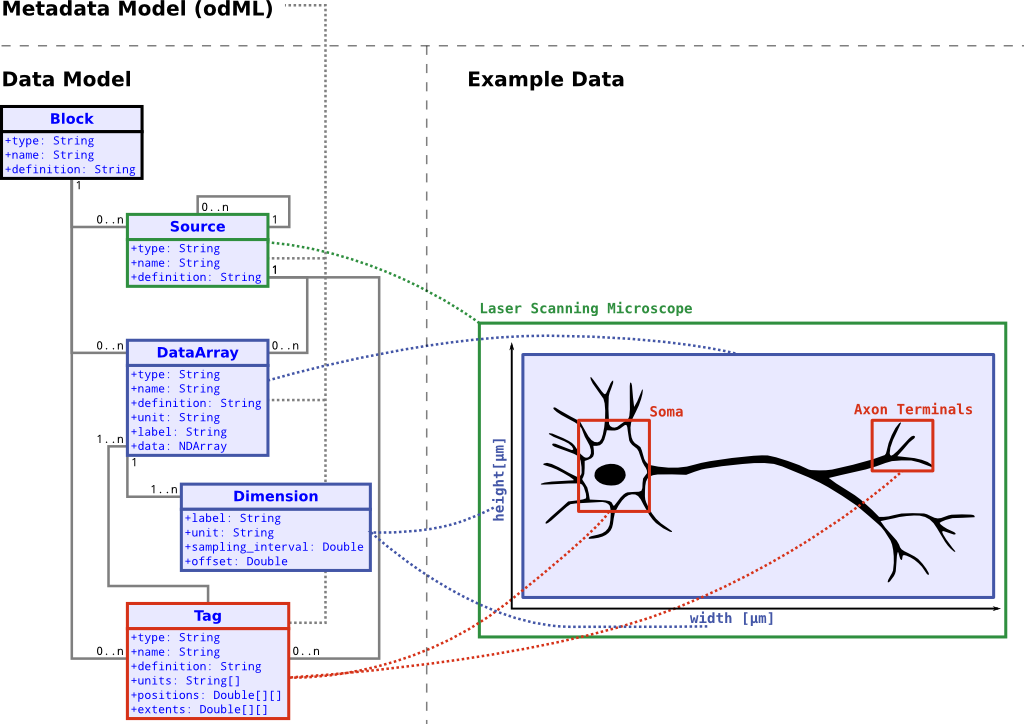 Metadata Model (odML)
Data Model
Example Data
Block
+type: String
+name: String
+definition: String
1
0..n
0..n
1
Source
+type: String
+name: String
+definition: String
1
Laser Scanning Microscope
0..n
0..n
DataArray
+type: String
+name: String
+definition: String
+unit: String
+label: String
+data: NDArray
1..n
1
Soma
Axon Terminals
height[µm]
1..n
Dimension
+label: String
+unit: String
+sampling_interval: Double
+offset: Double
width [µm]
Tag
+type: String
+name: String
+definition: String
+units: String[]
+positions: Double[][]
+extents: Double[][]
0..n
0..n